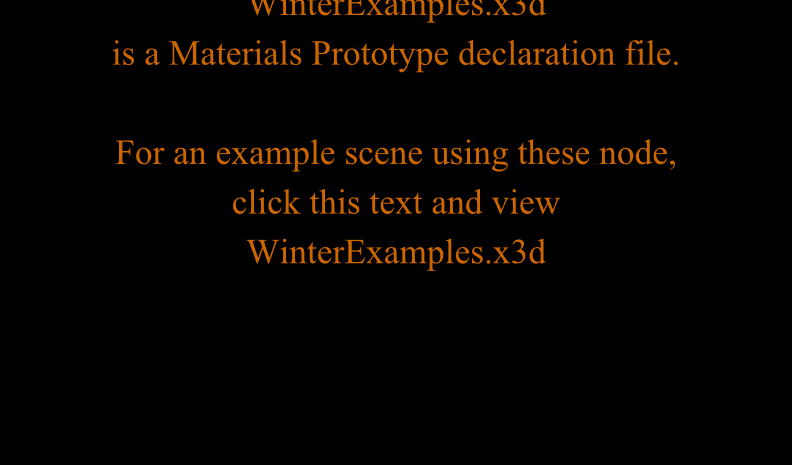 WinterExamples.x3d
is a Materials Prototype declaration file.
For an example scene using these node,
click this text and view
WinterExamples.x3d